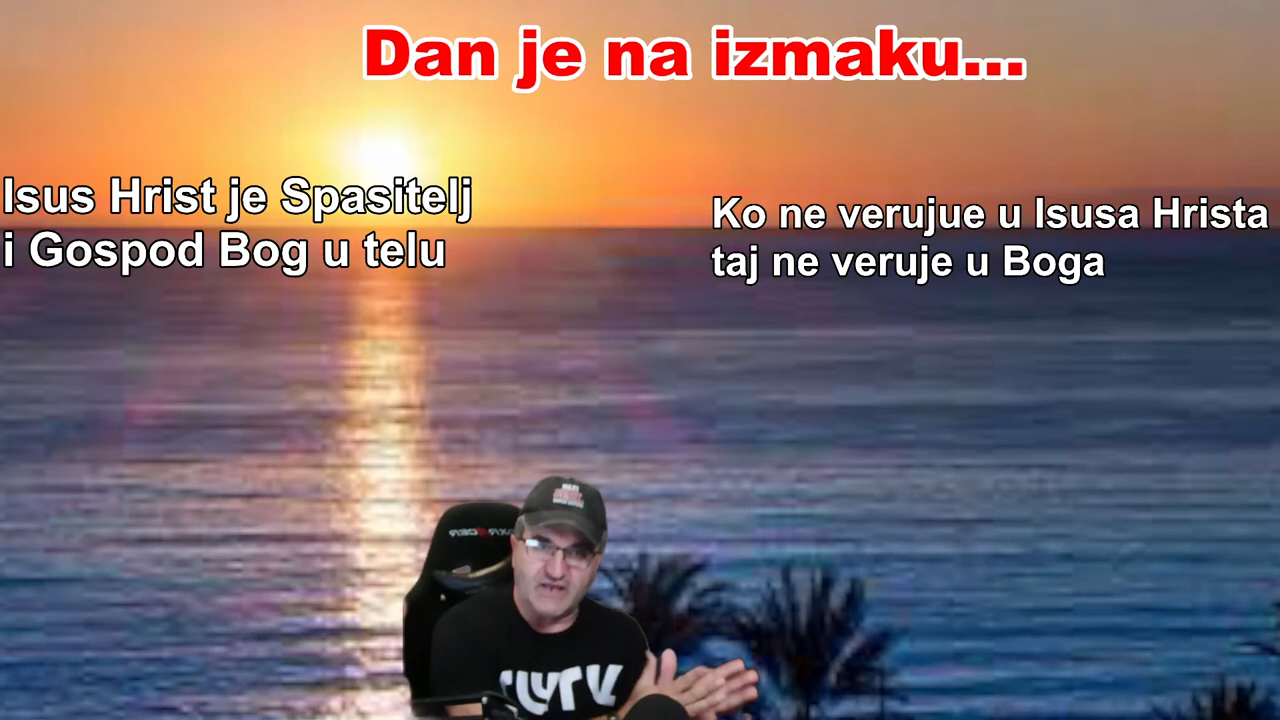 Dan je na izmaku...
Isus Hrist je Spasitelj
i Gospod Bog u telu
Ko ne verujue u Isusa Hrista
taj ne veruje u Boga